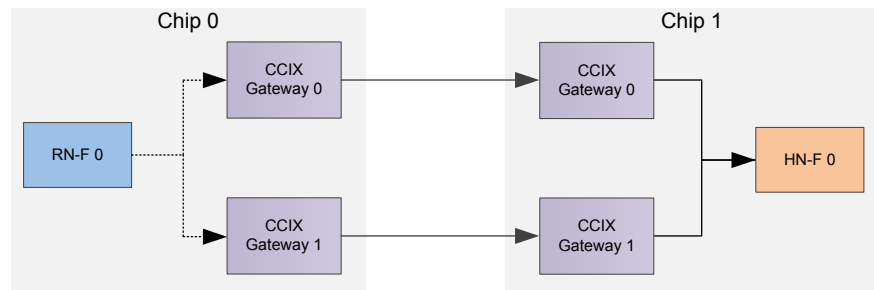 Chip 0
Chip 1
CCIX
Gateway 0
CCIX
Gateway 0
RN-F 0
HN-F 0
CCIX
Gateway 1
CCIX
Gateway 1